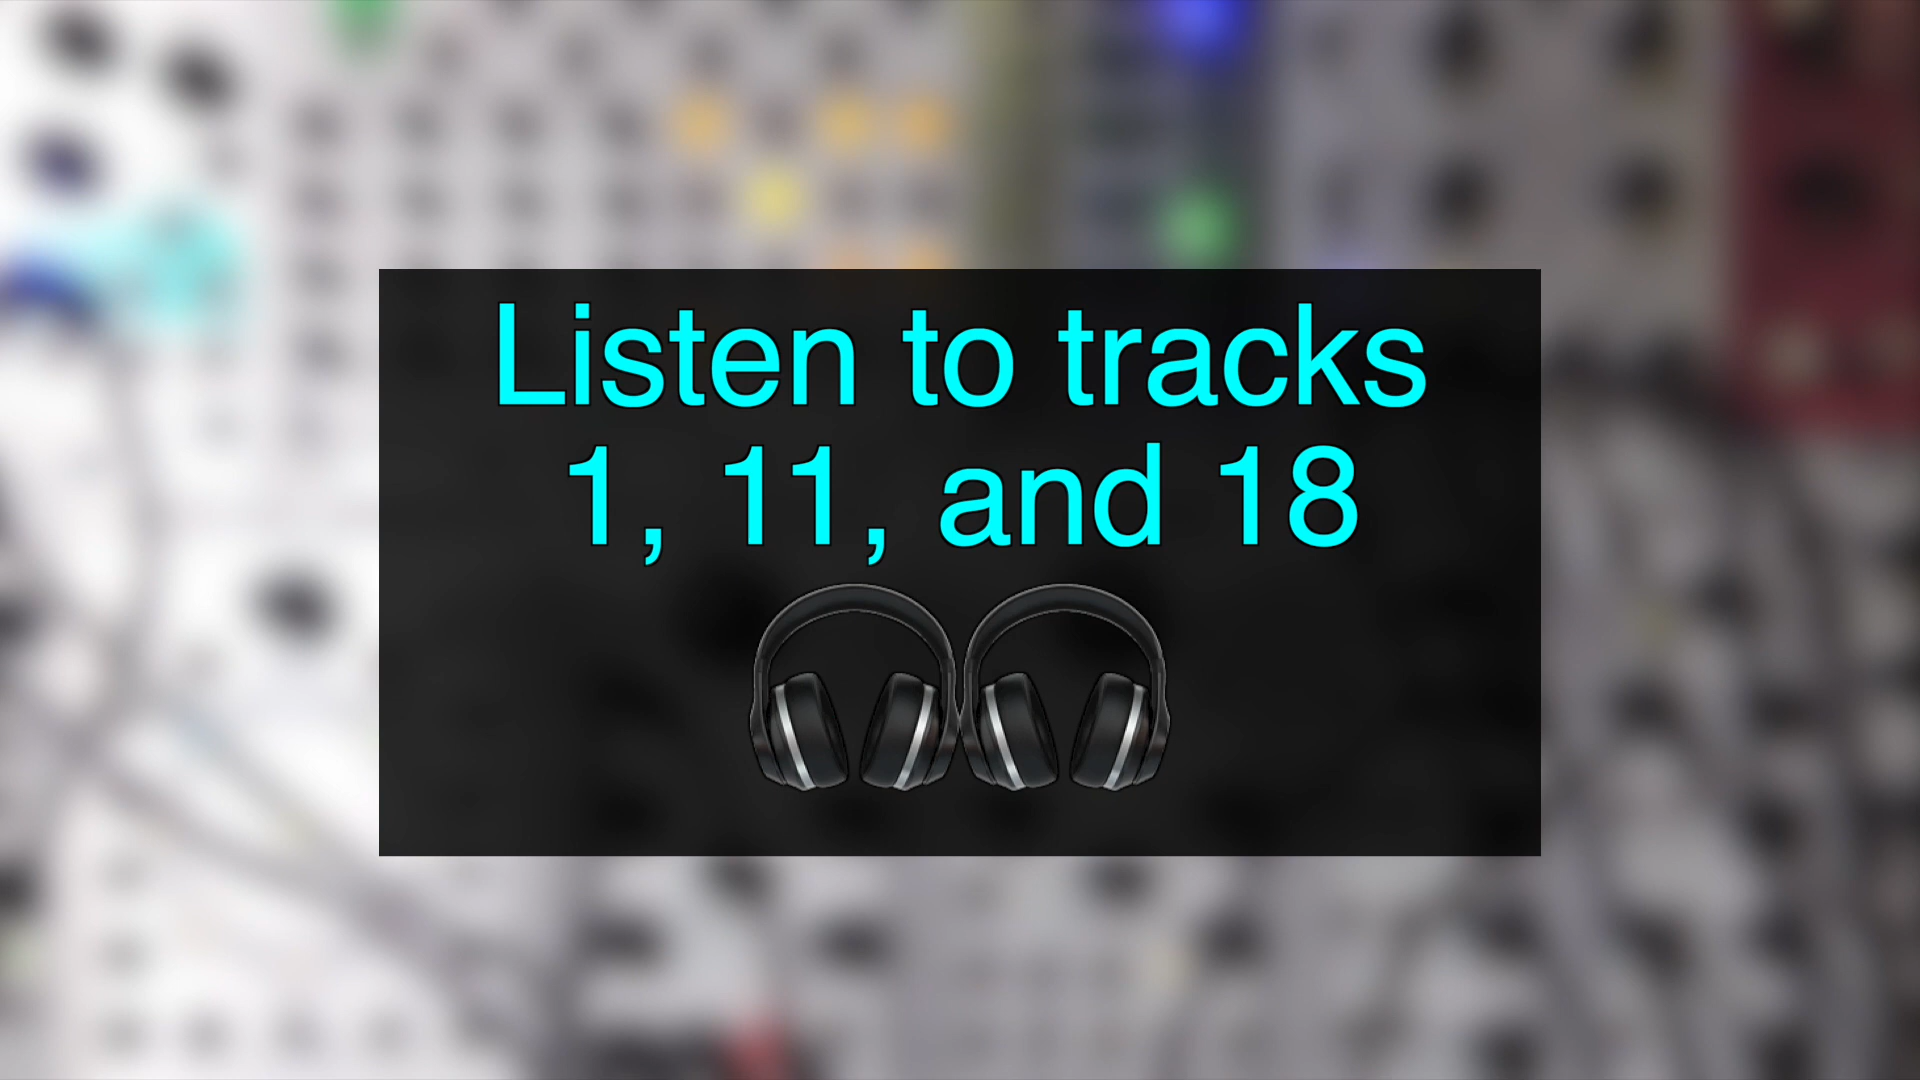 Listen to tracks
1, 11, and 18